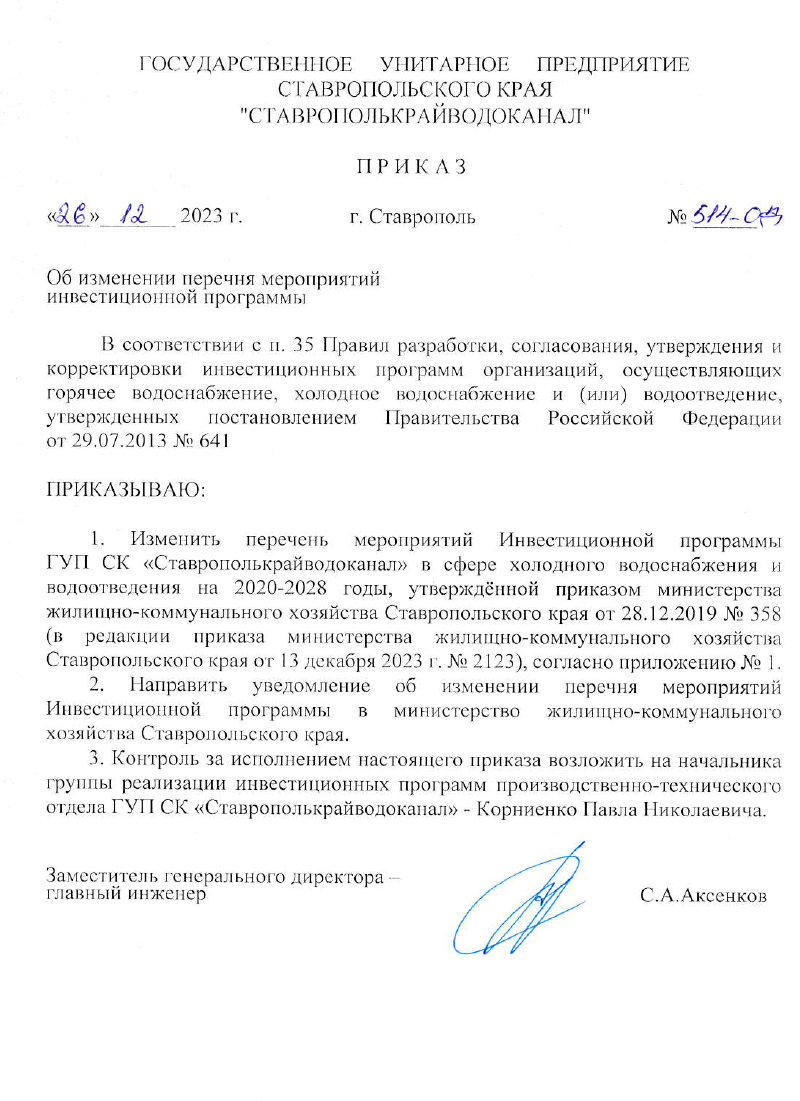 ГОСУДАРСТВЕННОЕ УНИТАРНОЕ ПРЕДПРИЯТИЕ
СТАВРОПОЛЬСКОГО КРАЯ
"СТАВРОПОЛЬКРАЙВОДОКАНАЛ"
П Р И К А З
«26» 12 2023 г. г. Ставрополь № 514-ОД
Об изменении перечня мероприятий
инвестиционной программы
В соответствии с п. 35 Правил разработки, согласования, утверждения и
корректировки инвестиционных программ организаций, осуществляющих
горячее водоснабжение, холодное водоснабжение и (или) водоотведение,
утвержденных постановлением Правительства Российской Федерации
от 29.07.2013 № 641
ПРИКАЗЫВАЮ:
1. Изменить перечень мероприятий Инвестиционной программы
ГУП СК «Ставрополькрайводоканал» в сфере холодного водоснабжения и
водоотведения на 2020-2028 годы, утверждённой приказом министерства
жилищно-коммунального хозяйства Ставропольского края от 28.12.2019 № 358
(в редакции приказа министерства жилищно-коммунального хозяйства
Ставропольского края от 13 декабря 2023 г. № 2123), согласно приложению № 1.
2. Направить уведомление об изменении перечня мероприятий
Инвестиционной программы в министерство жилищно-коммунального
хозяйства Ставропольского края.
3. Контроль за исполнением настоящего приказа возложить на начальника
группы реализации инвестиционных программ производственно-технического
отдела ГУП СК «Ставрополькрайводоканал» - Корниенко Павла Николаевича.
Заместитель генерального директора –
главный инженер С.А.Аксенков